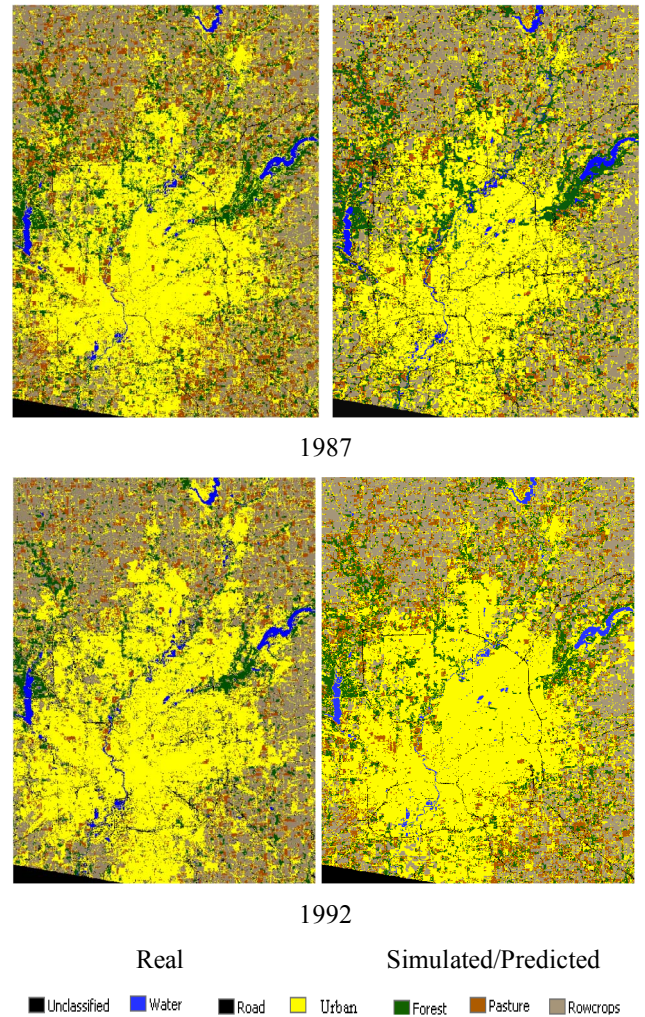 1987
1992
Real Simulated/Predicted
Unclassified Water Road Urban Forest Pasture Rowcrops